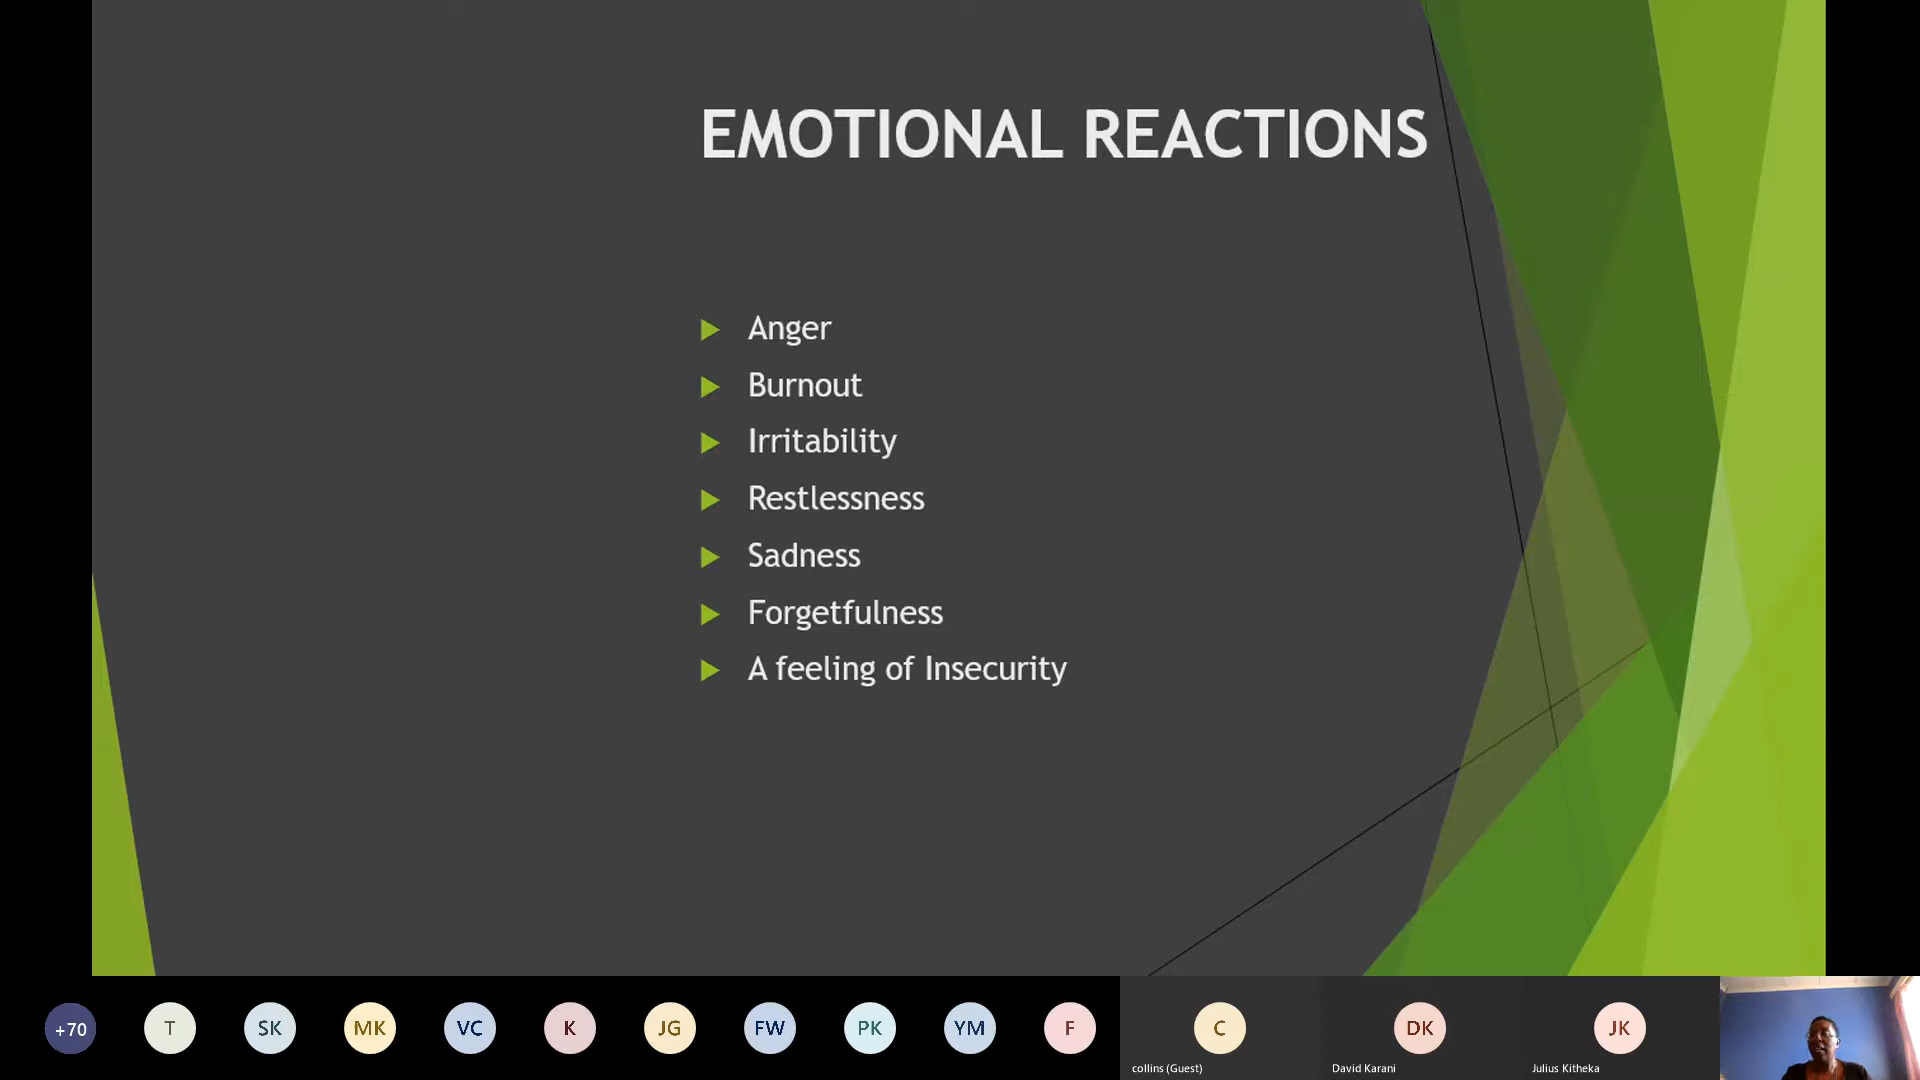 EMOTIONAL REACTIONS
Anger
Burnout
Irritability
Restlessness
Sadness
Forgetfulness
A feeling of Insecurity
+70
T
SK
MK
VC
K
JG
FW
PK
YM
F
C
DK
JK
collins (Guest)
David Karani
Julius Kitheka